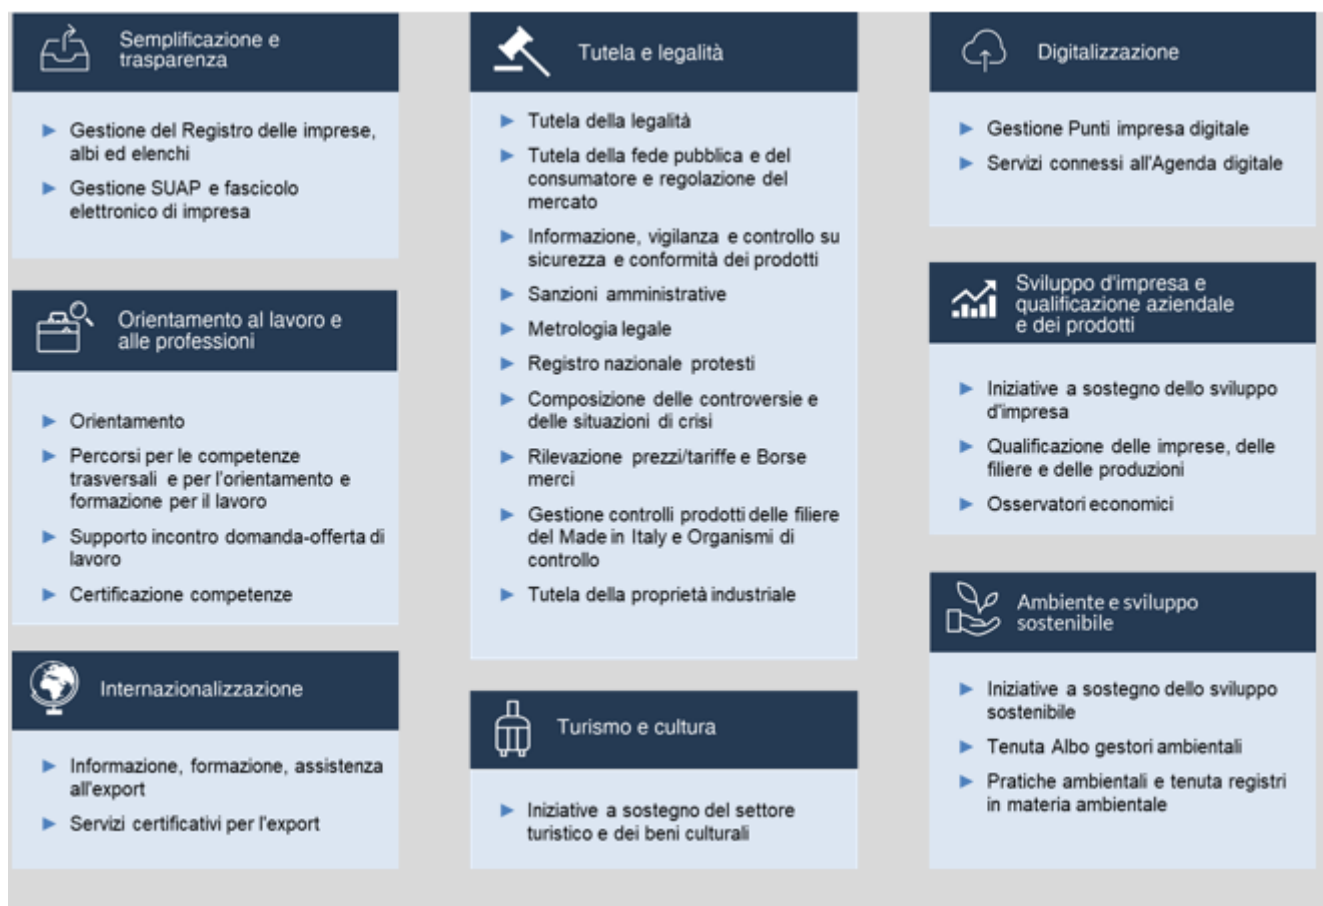 Semplificazione e
trasparenza
Gestione del Registro delle imprese,
albi ed elenchi
Gestione SUAP e fascicolo
elettronico di impresa
Orientamento al lavoro e
alle professioni
Orientamento
Percorsi per le competenze
trasversali e per l'orientamento e
formazione per il lavoro
Supporto incontro domanda-offerta di
lavoro
Certificazione competenze
Internazionalizzazione
Informazione, formazione, assistenza
all'export
Servizi certificativi per l'export
Tutela e legalità
Tutela della legalità
Tutela della fede pubblica e del
consumatore e regolazione del
mercato
Informazione, vigilanza e controllo su
sicurezza e conformità dei prodotti
Sanzioni amministrative
Metrologia legale
Registro nazionale protesti
Composizione delle controversie e
delle situazioni di crisi
Rilevazione prezzi/tariffe e Borse
merci
Gestione controlli prodotti delle filiere
del Made in Italy e Organismi di
controllo
Tutela della proprietà industriale
Turismo e cultura
Iniziative a sostegno del settore
turistico e dei beni culturali
Digitalizzazione
Gestione Punti impresa digitale
Servizi connessi all'Agenda digitale
Sviluppo d'impresa e
qualificazione aziendale
e dei prodotti
Iniziative a sostegno dello sviluppo
d'impresa
Qualificazione delle imprese, delle
filiere e delle produzioni
Osservatori economici
Ambiente e sviluppo
sostenibile
Iniziative a sostegno dello sviluppo
sostenibile
Tenuta Albo gestori ambientali
Pratiche ambientali e tenuta registri
in materia ambientale